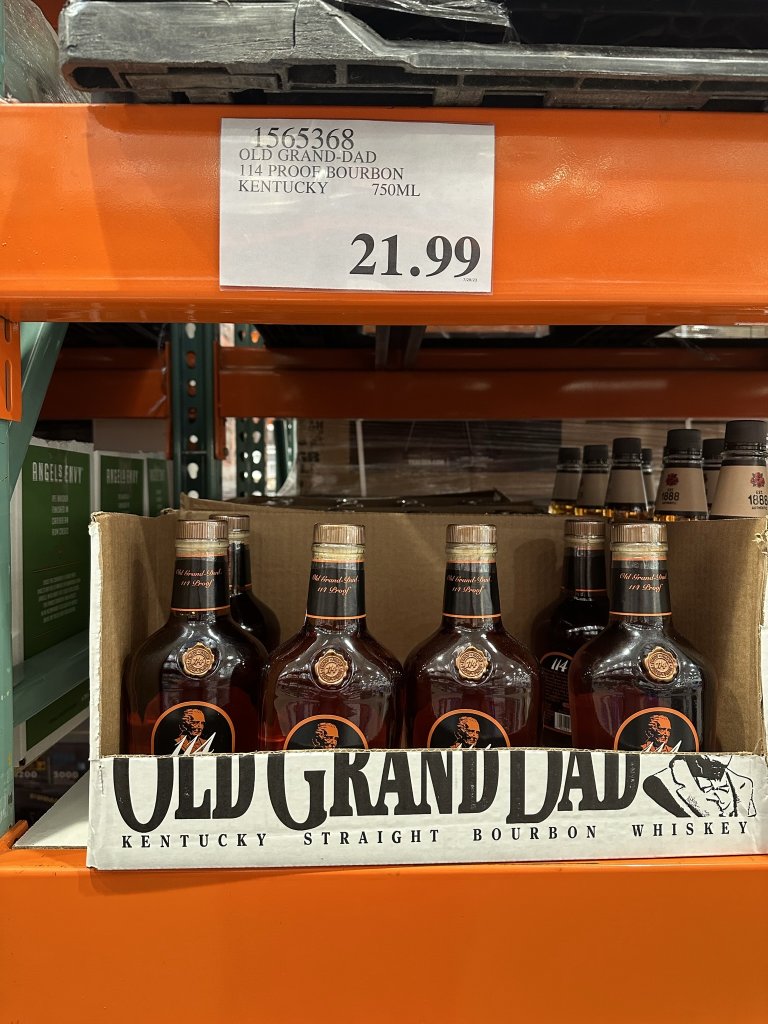 1565368
OLD GRAND-DAD
114 PROOF BOURBON
KENTUCKY 750ML
21.99
ANGEL'S ENVY
EST.
1888
1888
Old Grand-Dad
114 Proof
Old Grand-Dad
114 Proof
Old Grand-Dad
114 Proof
Old Grand-Dad
114 Proof
114
OLD GRAND DAD
KENTUCKY STRAIGHT BOURBON WHISKEY